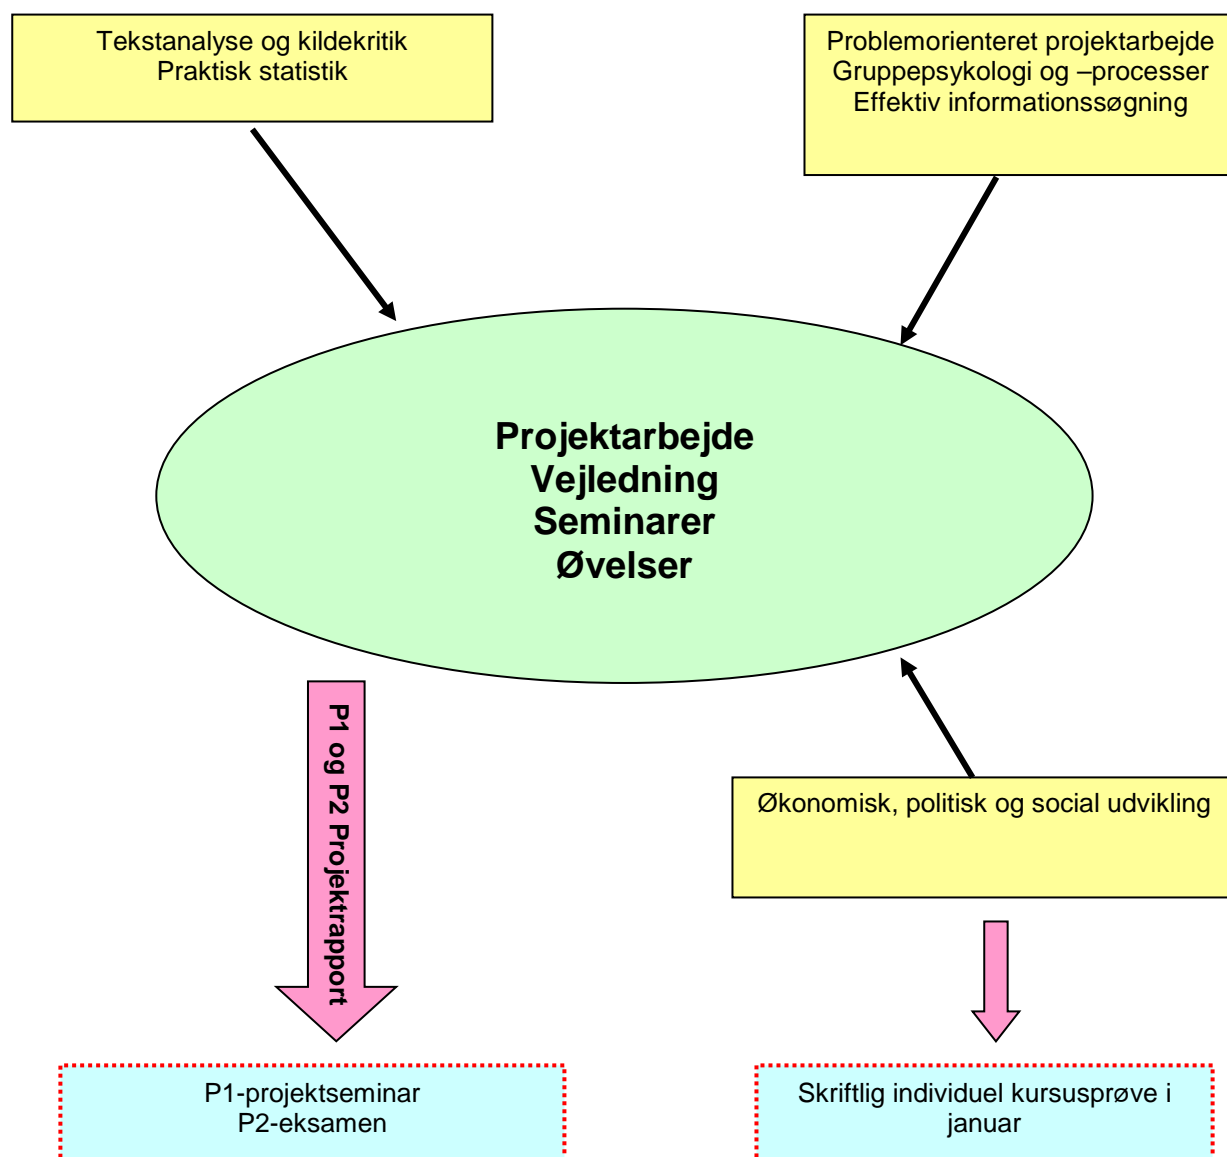 Tekstanalyse og kildekritik
Praktisk statistik
Problemorienteret projektarbejde
Gruppepsykologi og –processer
Effektiv informationssøgning
Projektarbejde
Vejledning
Seminarer
Øvelser
P1 og P2 Projektrapport
Økonomisk, politisk og social udvikling
P1-projektseminar
P2-eksamen
Skriftlig individuel kursusprøve i
januar